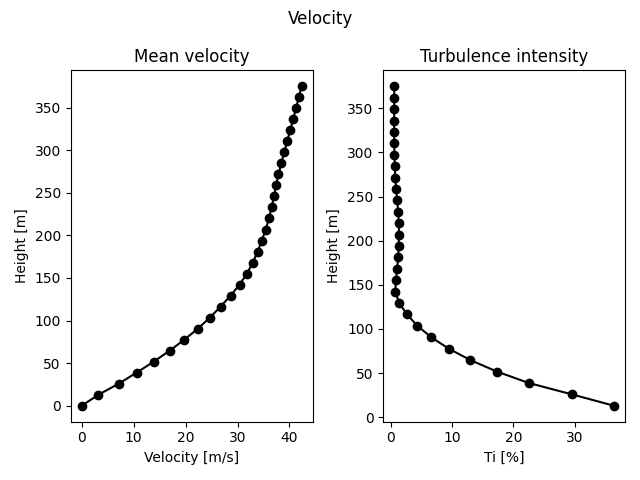 Velocity
Mean velocity
Height [m]
350
300
250
200
150
100
50
0
0 10 20 30 40
Velocity [m/s]
Turbulence intensity
Height [m]
350
300
250
200
150
100
50
0
0 10 20 30
Ti [%]